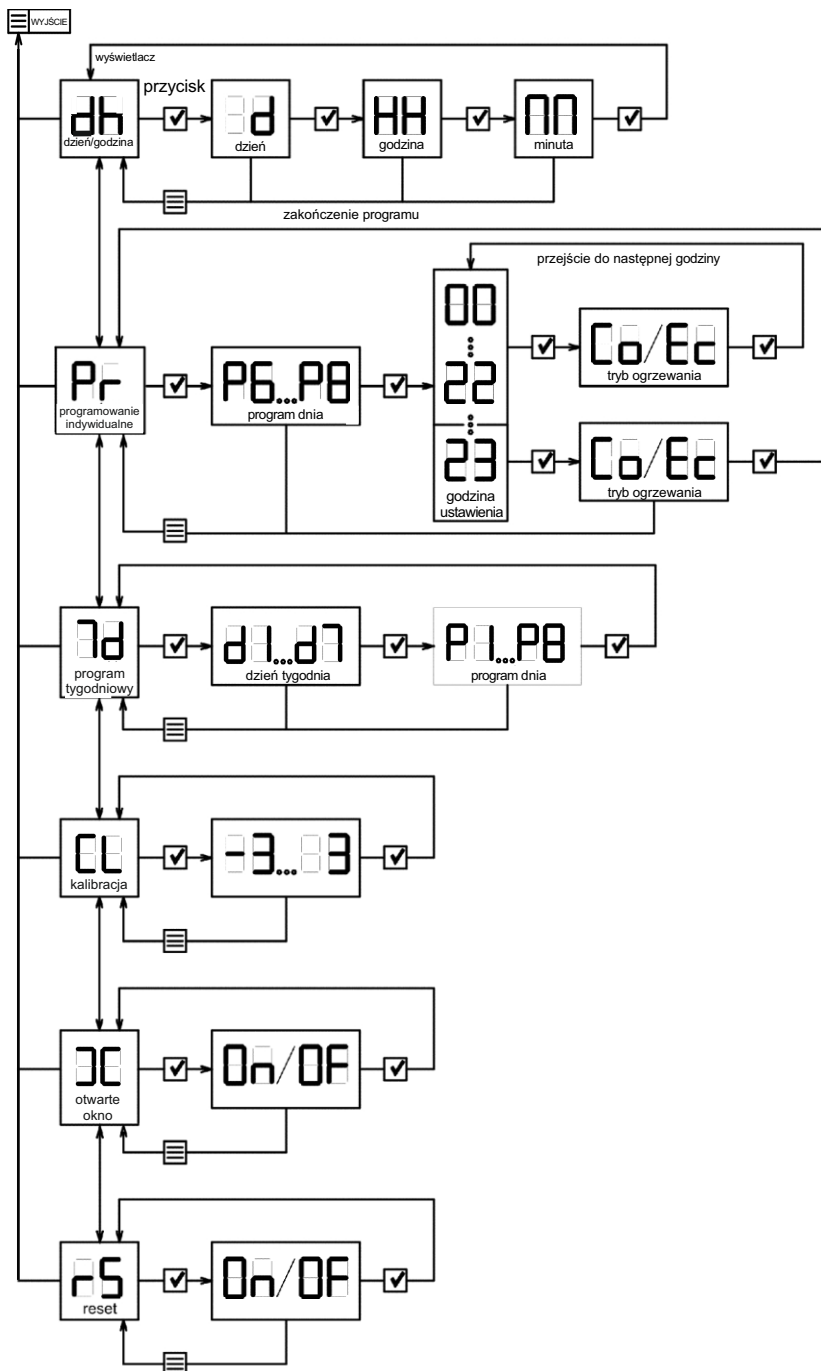 WYJŚCIE
wyświetlacz
przycisk
dh
dzień/godzina
d
dzień
HH
godzina
ПП
minuta
zakończenie programu
przejście do następnej godziny
Pr
programowanie
indywidualne
P6...P8
program dnia
00
22
23
godzina
ustawienia
Co/Ec
tryb ogrzewania
Co/Ec
tryb ogrzewania
7d
program
tygodniowy
d1...d7
dzień tygodnia
P1...P8
program dnia
CL
kalibracja
-3... 3
ƆC
otwarte
okno
On/OF
rS
reset
On/OF